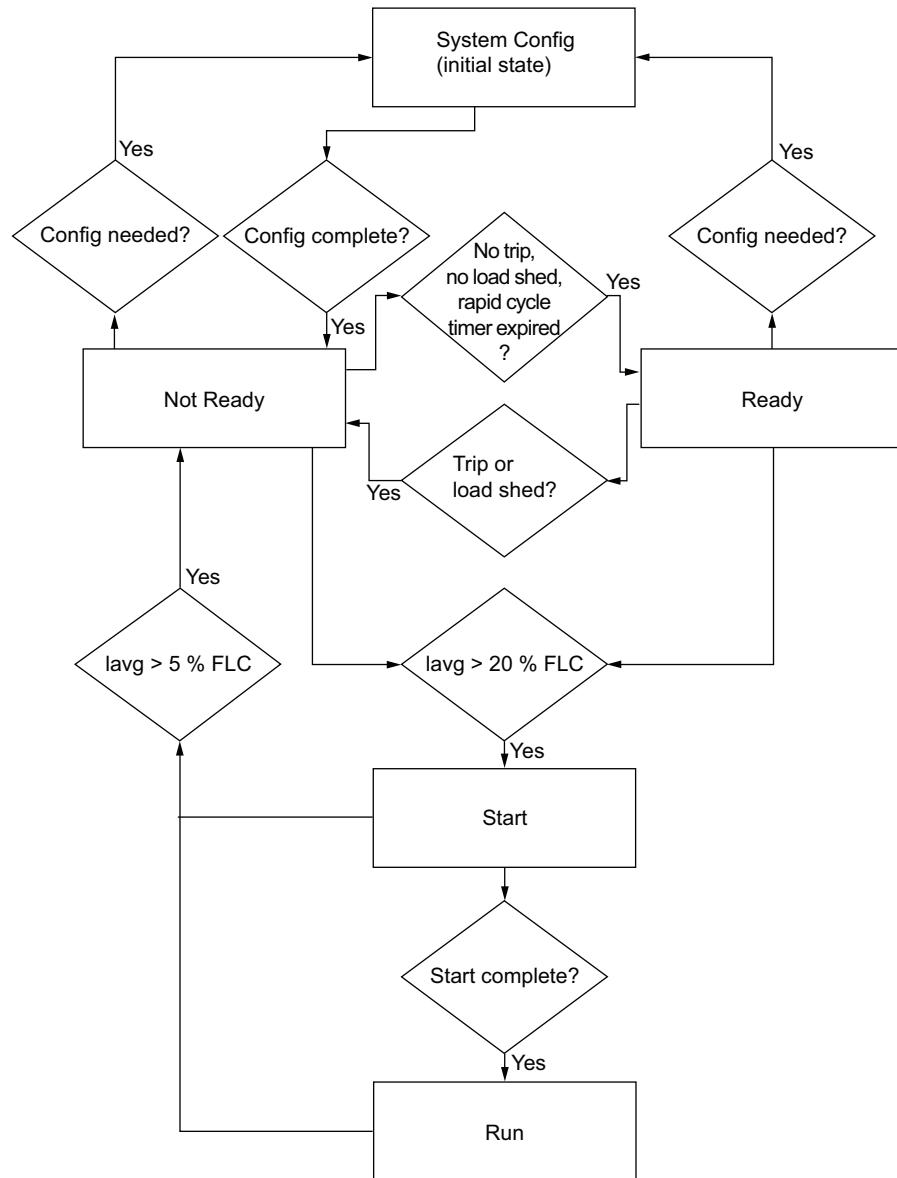 System Config
(initial state)
Yes
Yes
Config needed?
Config complete?
No trip,
no load shed,
rapid cycle
timer expired
?
Config needed?
Yes
Yes
Not Ready
Ready
Trip or
load shed?
Yes
Yes
Iavg > 5 % FLC
Iavg > 20 % FLC
Yes
Start
Start complete?
Yes
Run